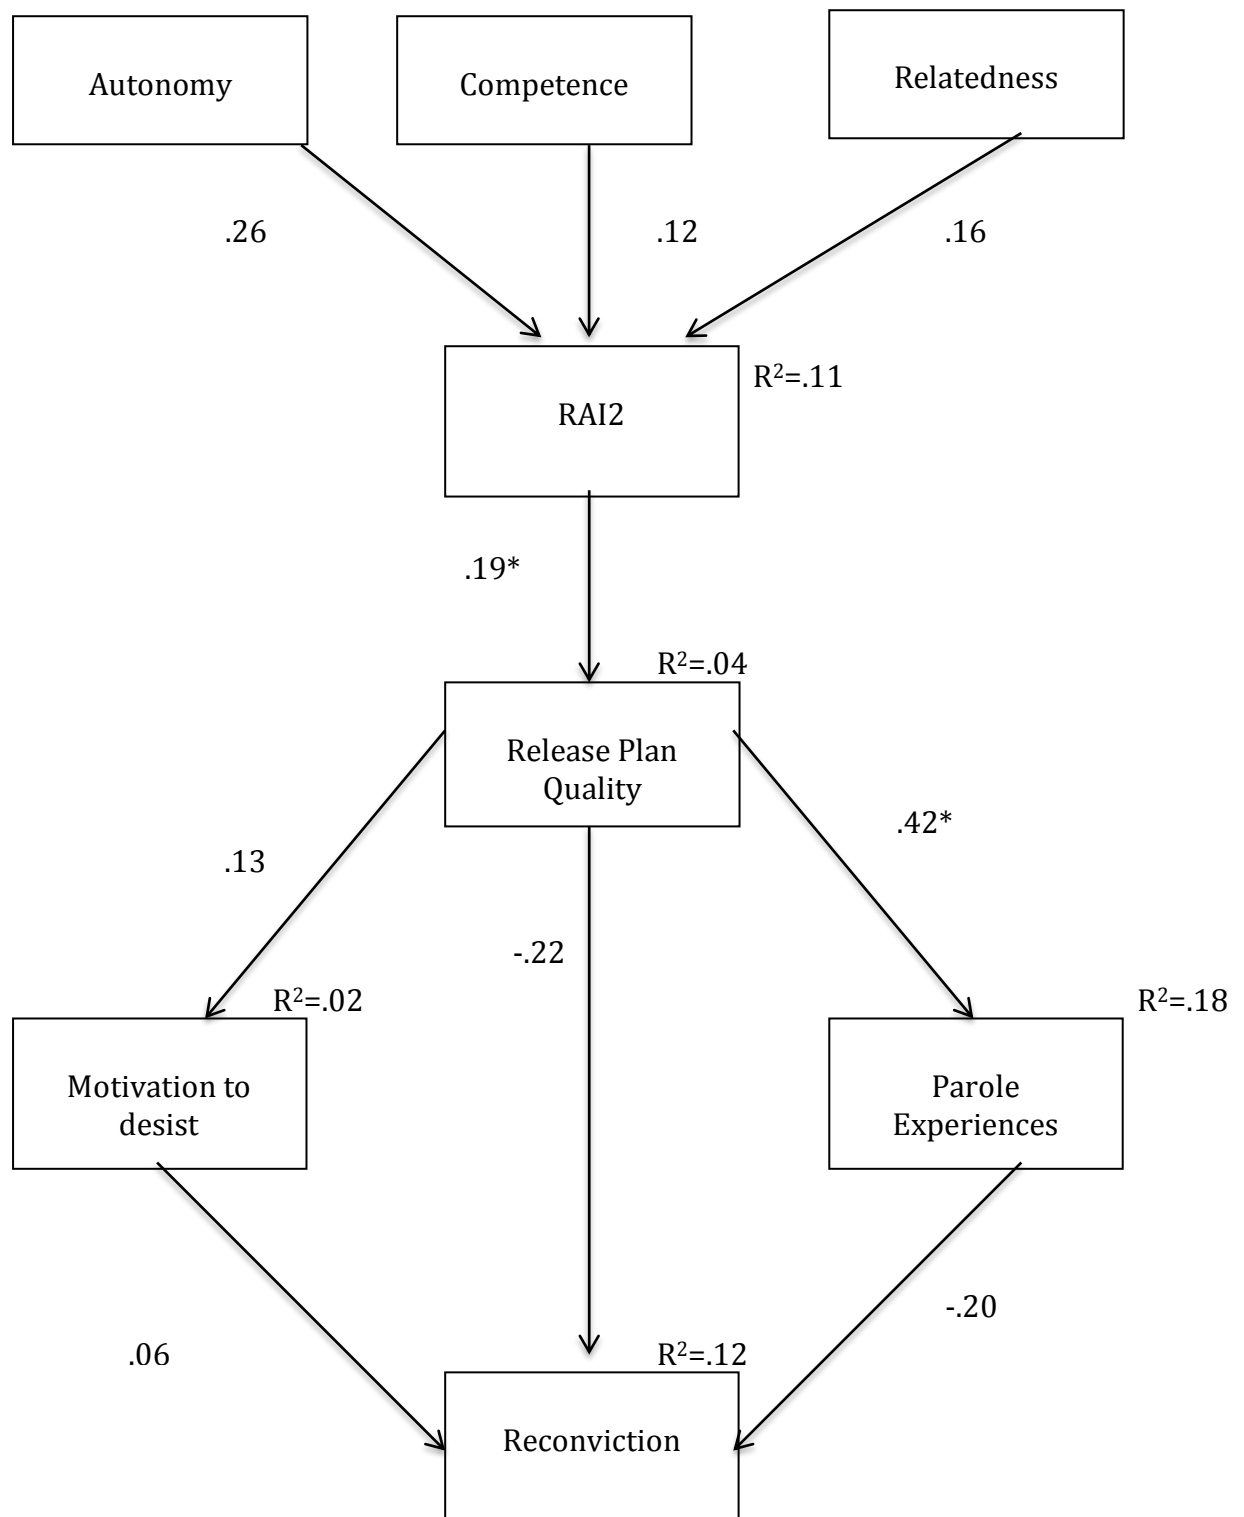 Autonomy
Competence
Relatedness
.26
.12
.16
R²=.11
RAI2
.19*
R²=.04
Release Plan
Quality
.42*
.13
-.22
R²=.02
R²=.18
Motivation to
desist
Parole
Experiences
-.20
.06
R²=.12
Reconviction